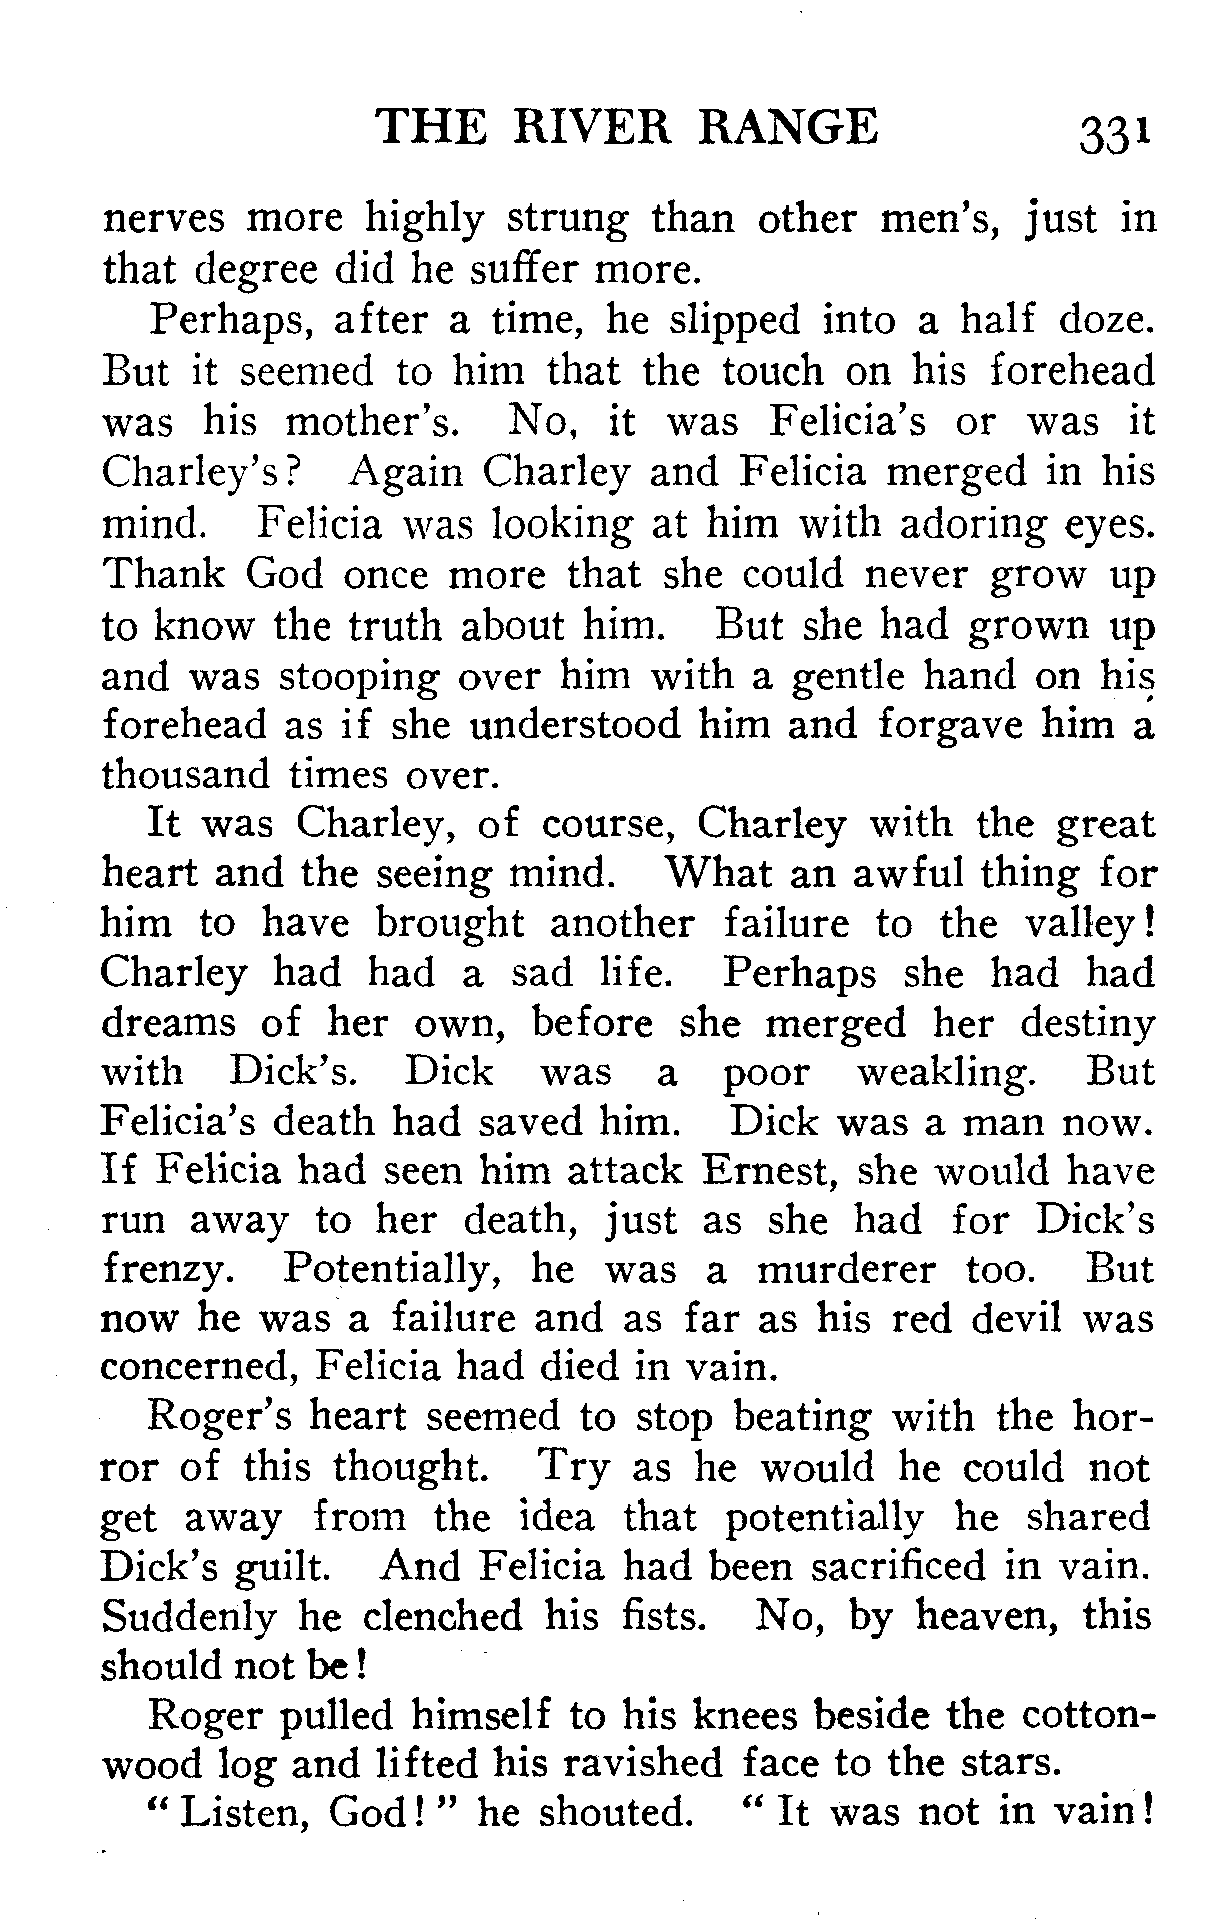 THE RIVER RANGE 331
nerves more highly strung than other men's, just in
that degree did he suffer more.
Perhaps, after a time, he slipped into a half doze.
But it seemed to him that the touch on his forehead
was his mother's. No, it was Felicia's or was it
Charley's? Again Charley and Felicia merged in his
mind. Felicia was looking at him with adoring eyes.
Thank God once more that she could never grow up
to know the truth about him. But she had grown up
and was stooping over him with a gentle hand on his
forehead as if she understood him and forgave him a
thousand times over.
It was Charley, of course, Charley with the great
heart and the seeing mind. What an awful thing for
him to have brought another failure to the valley!
Charley had had a sad life. Perhaps she had had
dreams of her own, before she merged her destiny
with Dick's. Dick was a poor weakling. But
Felicia's death had saved him. Dick was a man now.
If Felicia had seen him attack Ernest, she would have
run away to her death, just as she had for Dick's
frenzy. Potentially, he was a murderer too. But
now he was a failure and as far as his red devil was
concerned, Felicia had died in vain.
Roger's heart seemed to stop beating with the hor-
ror of this thought. Try as he would he could not
get away from the idea that potentially he shared
Dick's guilt. And Felicia had been sacrificed in vain.
Suddenly he clenched his fists. No, by heaven, this
should not be!
Roger pulled himself to his knees beside the cotton-
wood log and lifted his ravished face to the stars.
"Listen, God!" he shouted. "It was not in vain!